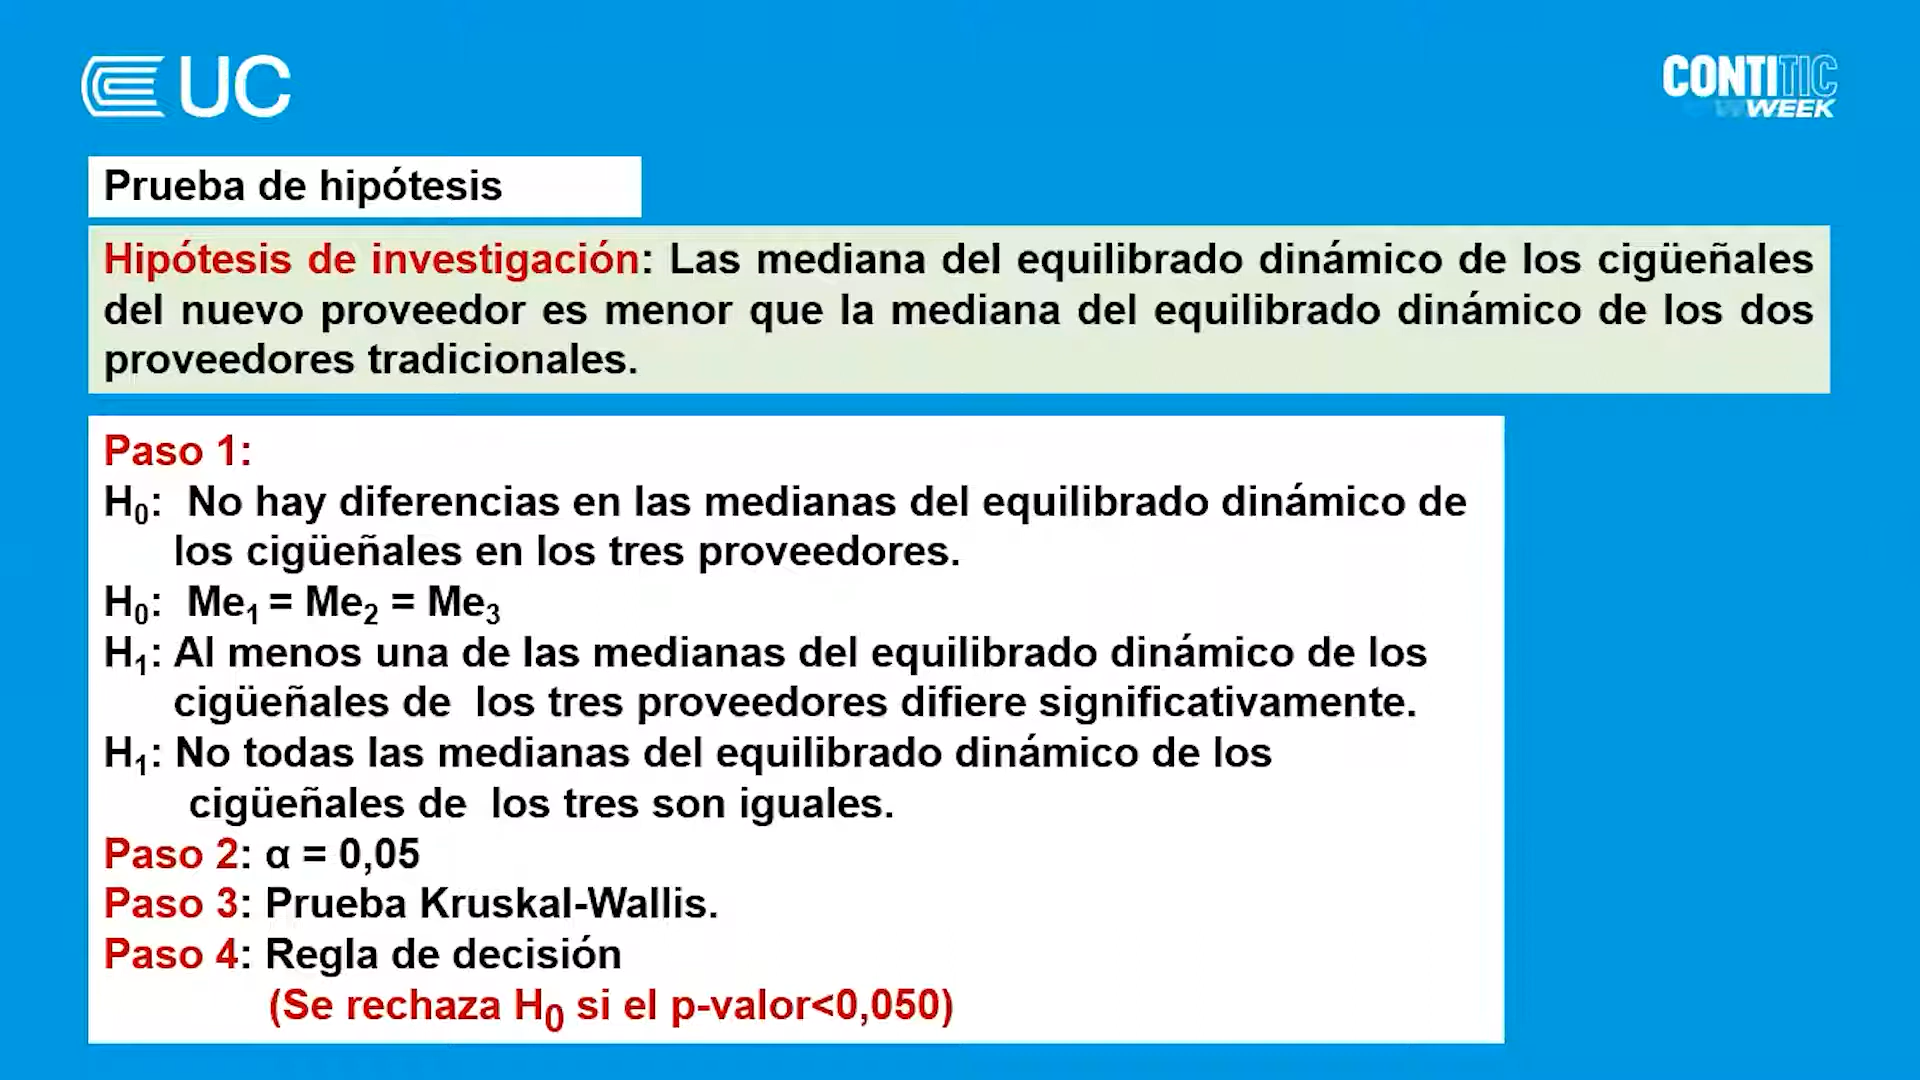 UC
CONTITIC
WEEK
Prueba de hipótesis
Hipótesis de investigación: Las mediana del equilibrado dinámico de los cigüeñales
del nuevo proveedor es menor que la mediana del equilibrado dinámico de los dos
proveedores tradicionales.
Paso 1:
H₀: No hay diferencias en las medianas del equilibrado dinámico de
los cigüeñales en los tres proveedores.
H₀: Me₁ = Me₂ = Me₃
H₁: Al menos una de las medianas del equilibrado dinámico de los
cigüeñales de los tres proveedores difiere significativamente.
H₁: No todas las medianas del equilibrado dinámico de los
cigüeñales de los tres son iguales.
Paso 2: α = 0,05
Paso 3: Prueba Kruskal-Wallis.
Paso 4: Regla de decisión
(Se rechaza H₀ si el p-valor<0,050)